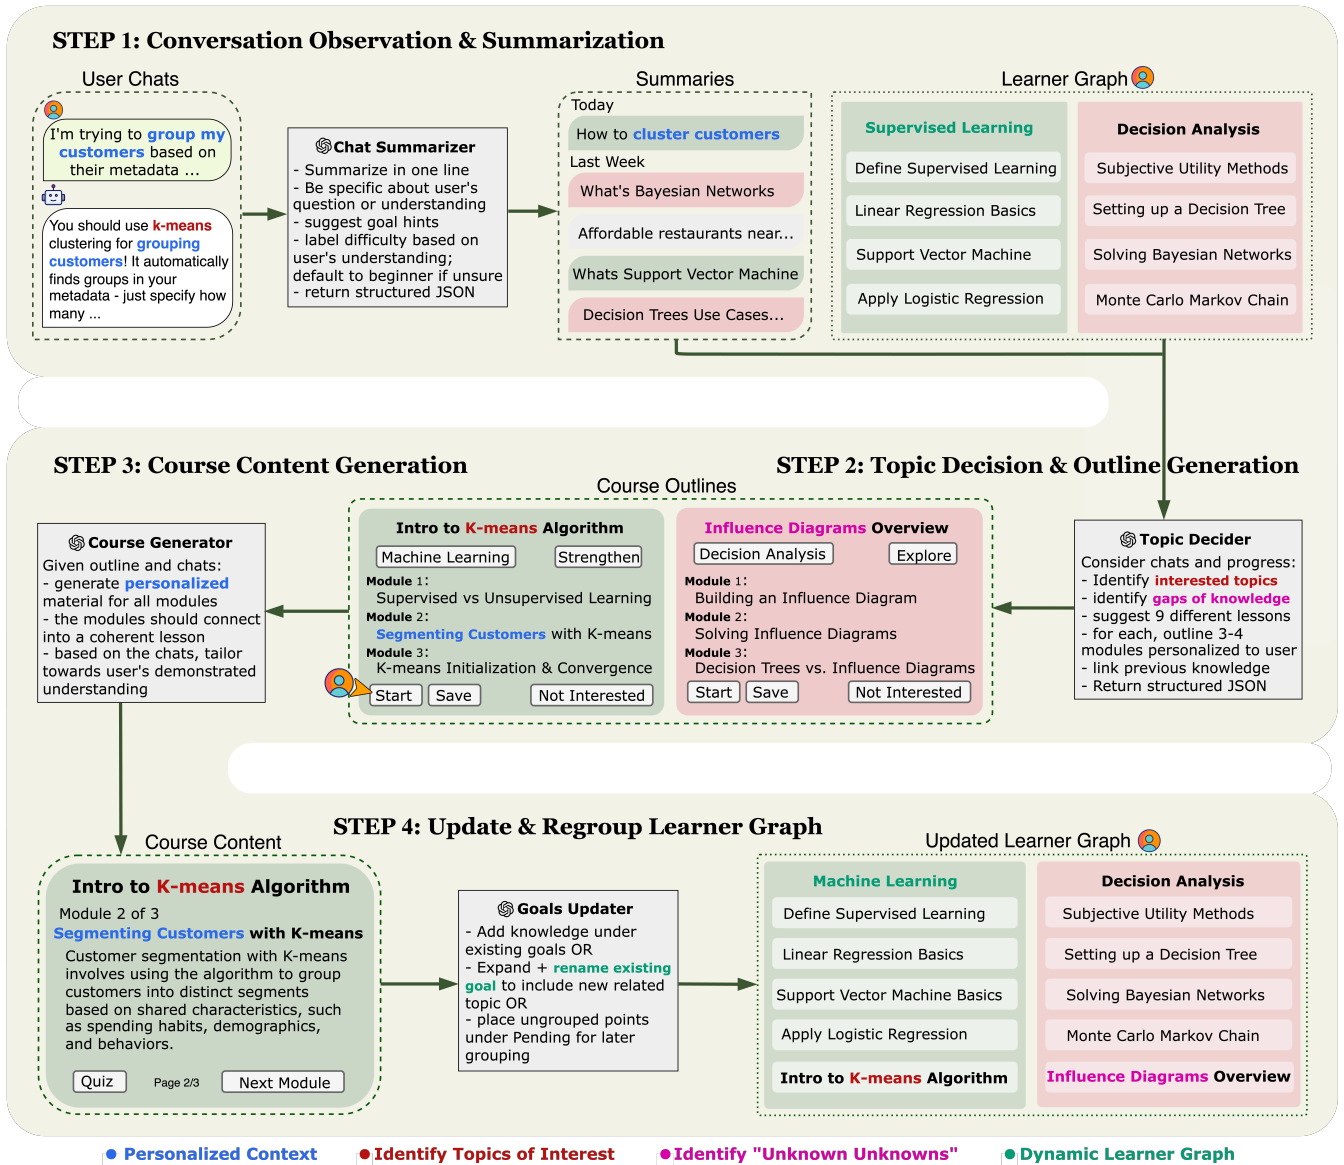 STEP 1: Conversation Observation & Summarization
User Chats
I'm trying to group my
customers based on
their metadata ...
You should use k-means
clustering for grouping
customers! It automatically
finds groups in your
metadata - just specify how
many ...
Chat Summarizer
- Summarize in one line
- Be specific about user's
question or understanding
- suggest goal hints
- label difficulty based on
user's understanding;
default to beginner if unsure
- return structured JSON
Summaries
Today
How to cluster customers
Last Week
What's Bayesian Networks
Affordable restaurants near...
Whats Support Vector Machine
Decision Trees Use Cases...
Learner Graph
Supervised Learning
Define Supervised Learning
Linear Regression Basics
Support Vector Machine
Apply Logistic Regression
Decision Analysis
Subjective Utility Methods
Setting up a Decision Tree
Solving Bayesian Networks
Monte Carlo Markov Chain
STEP 2: Topic Decision & Outline Generation
Topic Decider
Consider chats and progress:
- Identify interested topics
- identify gaps of knowledge
- suggest 9 different lessons
- for each, outline 3-4
modules personalized to user
- link previous knowledge
- Return structured JSON
Course Outlines
Intro to K-means Algorithm
Machine Learning
Strengthen
Module 1:
Supervised vs Unsupervised Learning
Module 2:
Segmenting Customers with K-means
Module 3:
K-means Initialization & Convergence
Start
Save
Not Interested
Influence Diagrams Overview
Decision Analysis
Explore
Module 1:
Building an Influence Diagram
Module 2:
Solving Influence Diagrams
Module 3:
Decision Trees vs. Influence Diagrams
Start
Save
Not Interested
STEP 3: Course Content Generation
Course Generator
Given outline and chats:
- generate personalized
material for all modules
- the modules should connect
into a coherent lesson
- based on the chats, tailor
towards user's demonstrated
understanding
Course Content
Intro to K-means Algorithm
Module 2 of 3
Segmenting Customers with K-means
Customer segmentation with K-means
involves using the algorithm to group
customers into distinct segments
based on shared characteristics, such
as spending habits, demographics,
and behaviors.
Quiz
Page 2/3
Next Module
STEP 4: Update & Regroup Learner Graph
Goals Updater
- Add knowledge under
existing goals OR
- Expand + rename existing
goal to include new related
topic OR
- place ungrouped points
under Pending for later
grouping
Updated Learner Graph
Machine Learning
Define Supervised Learning
Linear Regression Basics
Support Vector Machine Basics
Apply Logistic Regression
Intro to K-means Algorithm
Decision Analysis
Subjective Utility Methods
Setting up a Decision Tree
Solving Bayesian Networks
Monte Carlo Markov Chain
Influence Diagrams Overview
Personalized Context
Identify Topics of Interest
Identify "Unknown Unknowns"
Dynamic Learner Graph